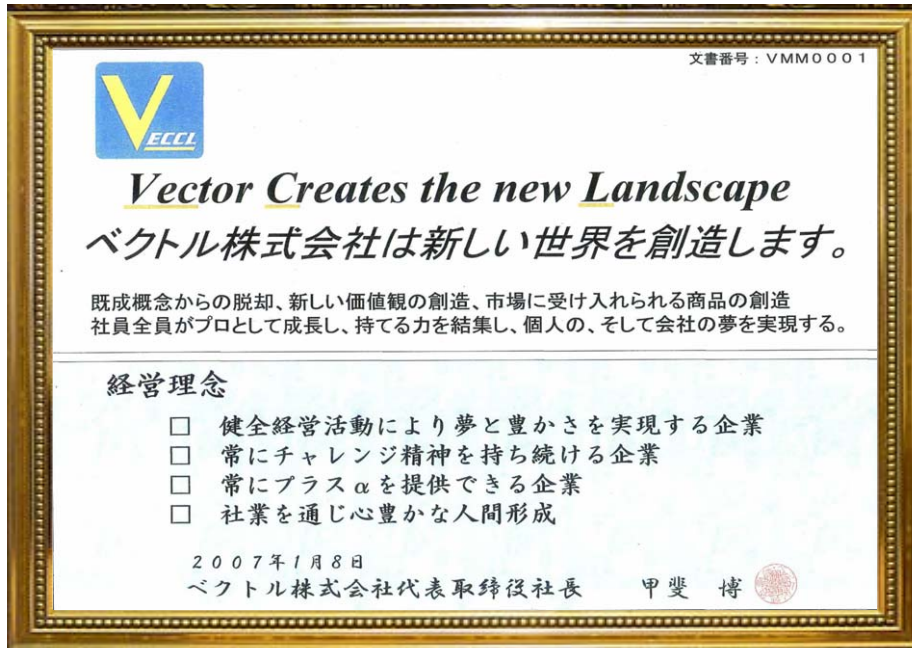 文書番号：VMM0001
VECCL
Vector Creates the new Landscape
ベクトル株式会社は新しい世界を創造します。
既成概念からの脱却、新しい価値観の創造、市場に受け入れられる商品の創造
社員全員がプロとして成長し、持てる力を結集し、個人の、そして会社の夢を実現する。
経営理念
□ 健全経営活動により夢と豊かさを実現する企業
□ 常にチャレンジ精神を持ち続ける企業
□ 常にプラスαを提供できる企業
□ 社業を通じ心豊かな人間形成
2007年1月8日
ベクトル株式会社代表取締役社長 甲斐 博